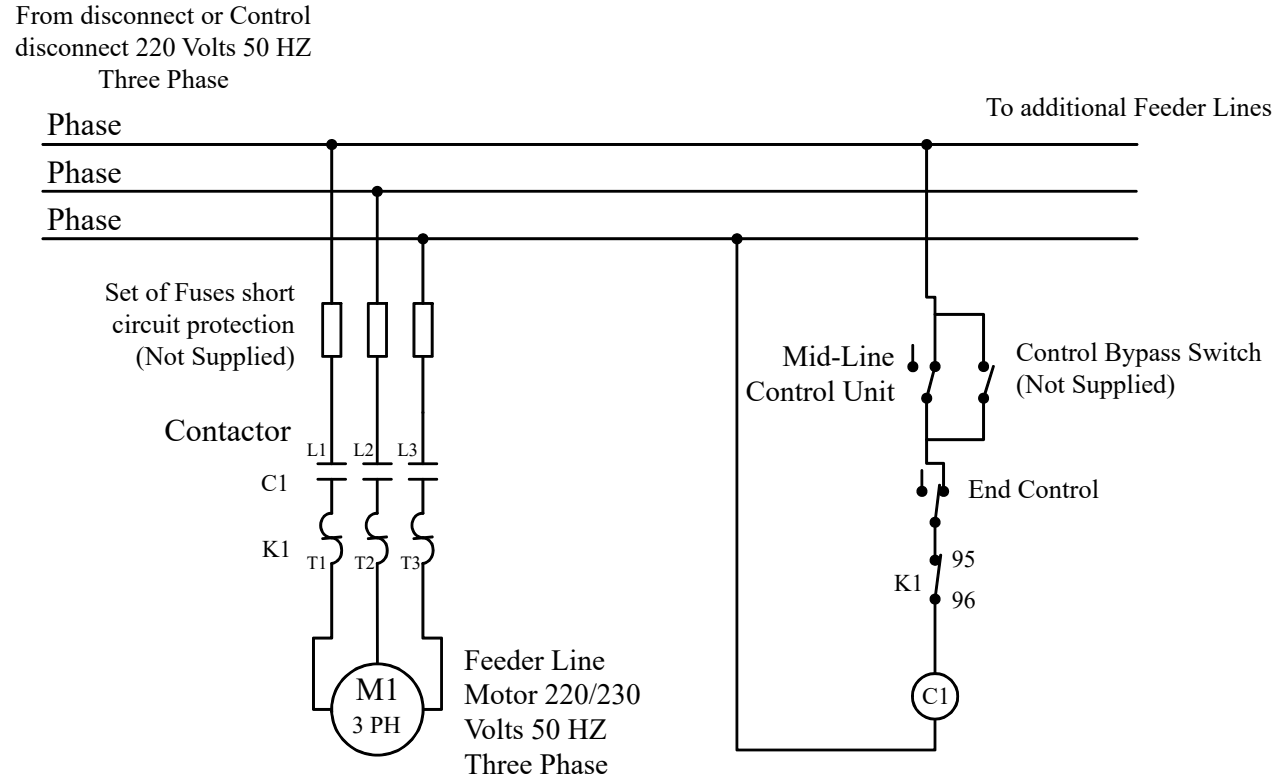 From disconnect or Control
disconnect 220 Volts 50 HZ
Three Phase
To additional Feeder Lines
Phase
Phase
Phase
Set of Fuses short
circuit protection
(Not Supplied)
Mid-Line
Control Unit
Control Bypass Switch
(Not Supplied)
Contactor
L1
L2
L3
C1
End Control
K1
T1
T2
T3
95
K1
96
Feeder Line
Motor 220/230
Volts 50 HZ
Three Phase
M1
3 PH
C1